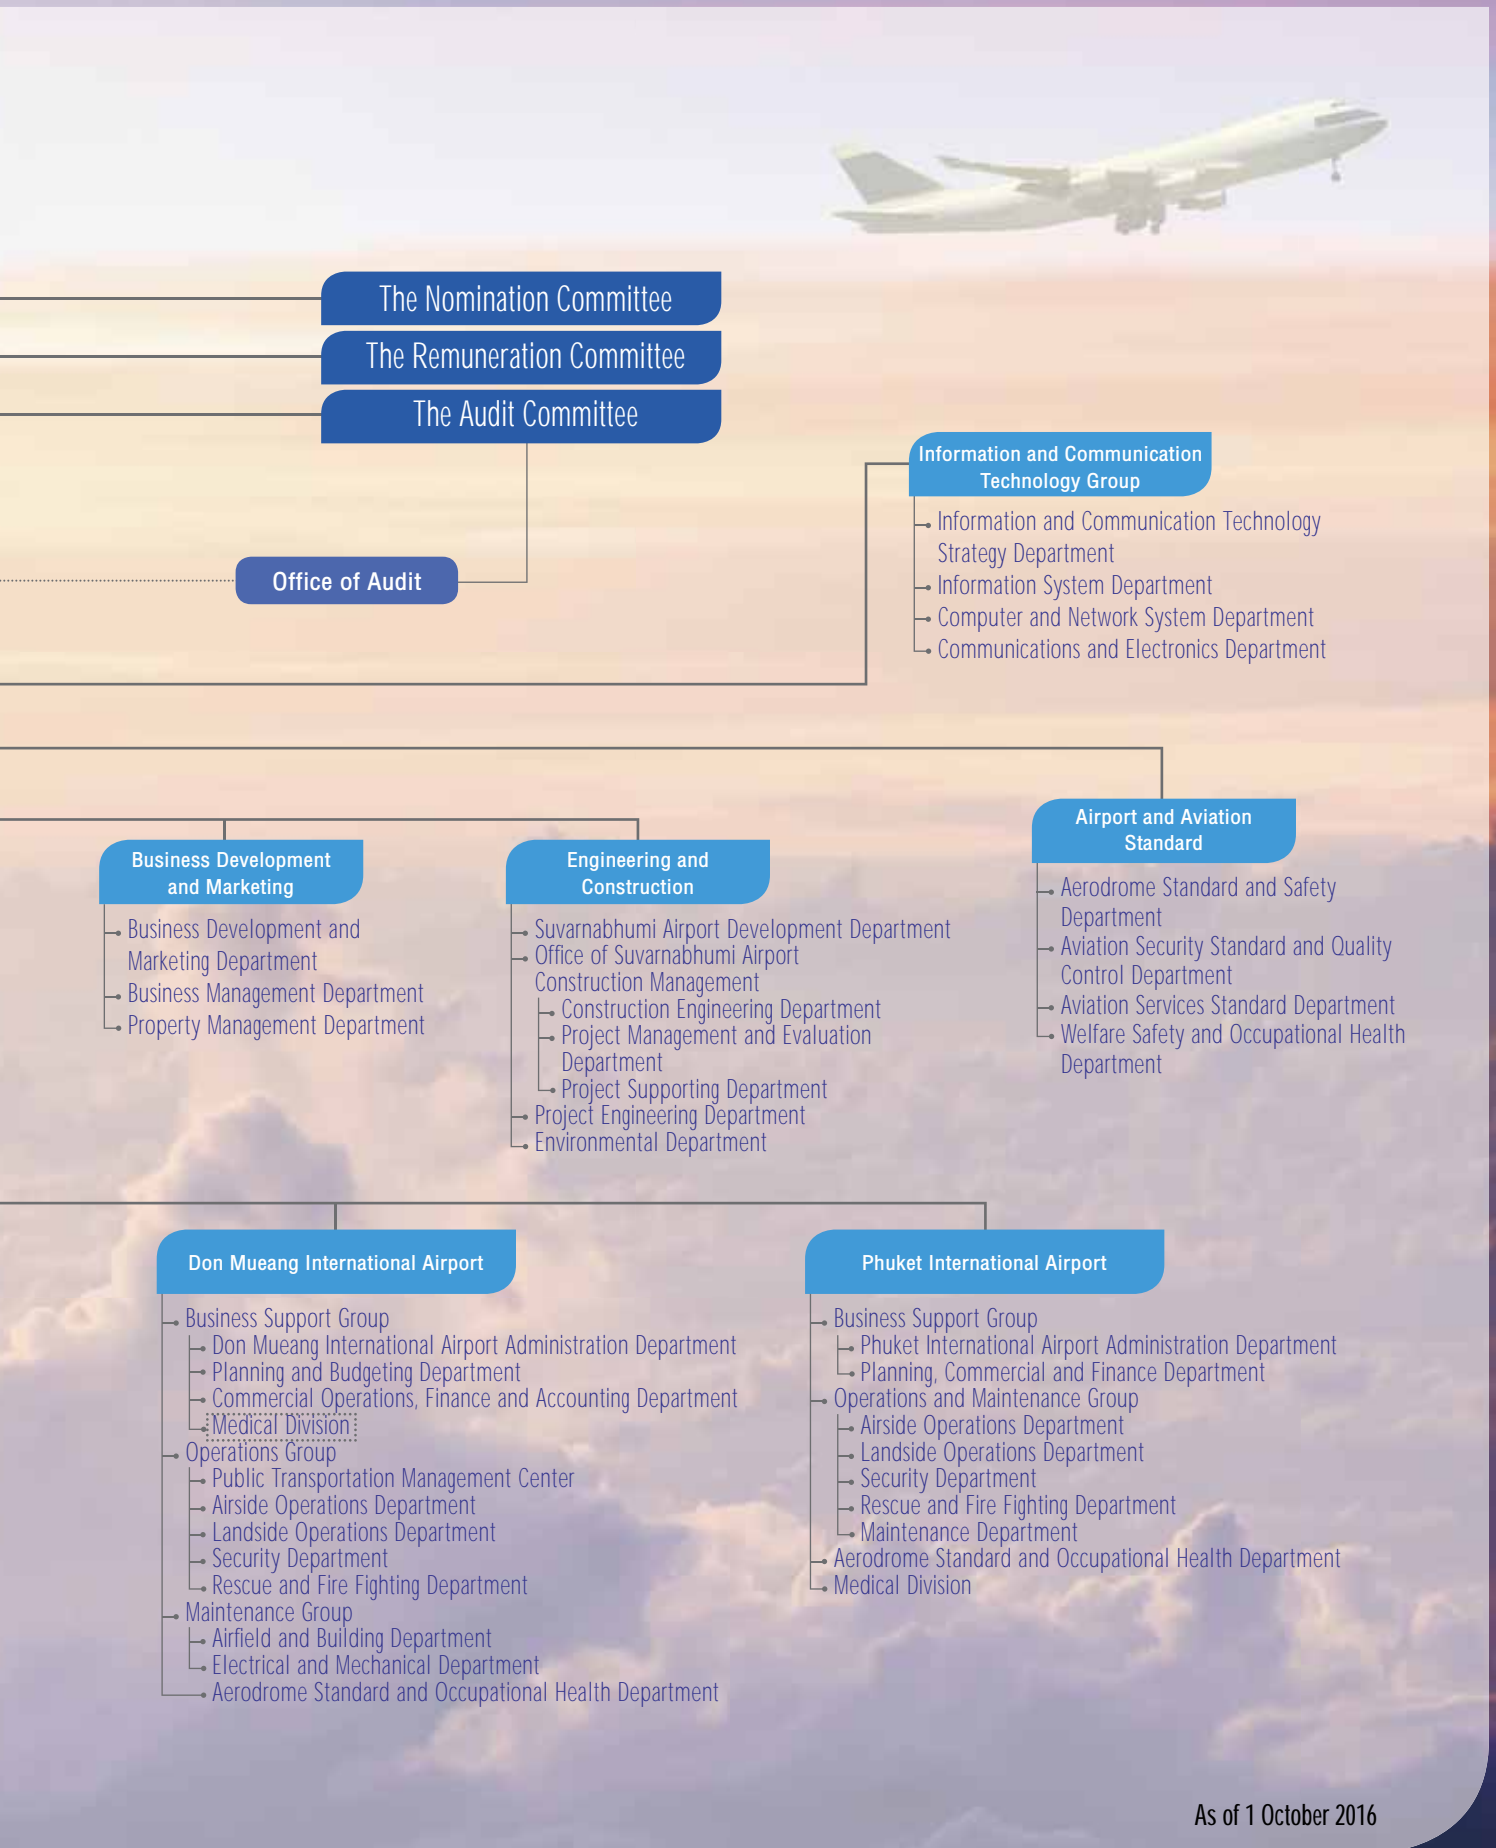 The Nomination Committee
The Remuneration Committee
The Audit Committee
Office of Audit
Information and Communication
Technology Group
Information and Communication Technology
Strategy Department
Information System Department
Computer and Network System Department
Communications and Electronics Department
Business Development
and Marketing
Business Development and
Marketing Department
Business Management Department
Property Management Department
Engineering and
Construction
Suvarnabhumi Airport Development Department
Office of Suvarnabhumi Airport
Construction Management
Construction Engineering Department
Project Management and Evaluation
Department
Project Supporting Department
Project Engineering Department
Environmental Department
Airport and Aviation
Standard
Aerodrome Standard and Safety
Department
Aviation Security Standard and Quality
Control Department
Aviation Services Standard Department
Welfare Safety and Occupational Health
Department
Don Mueang International Airport
Business Support Group
Don Mueang International Airport Administration Department
Planning and Budgeting Department
Commercial Operations, Finance and Accounting Department
Medical Division
Operations Group
Public Transportation Management Center
Airside Operations Department
Landside Operations Department
Security Department
Rescue and Fire Fighting Department
Maintenance Group
Airfield and Building Department
Electrical and Mechanical Department
Aerodrome Standard and Occupational Health Department
Phuket International Airport
Business Support Group
Phuket International Airport Administration Department
Planning, Commercial and Finance Department
Operations and Maintenance Group
Airside Operations Department
Landside Operations Department
Security Department
Rescue and Fire Fighting Department
Maintenance Department
Aerodrome Standard and Occupational Health Department
Medical Division
As of 1 October 2016